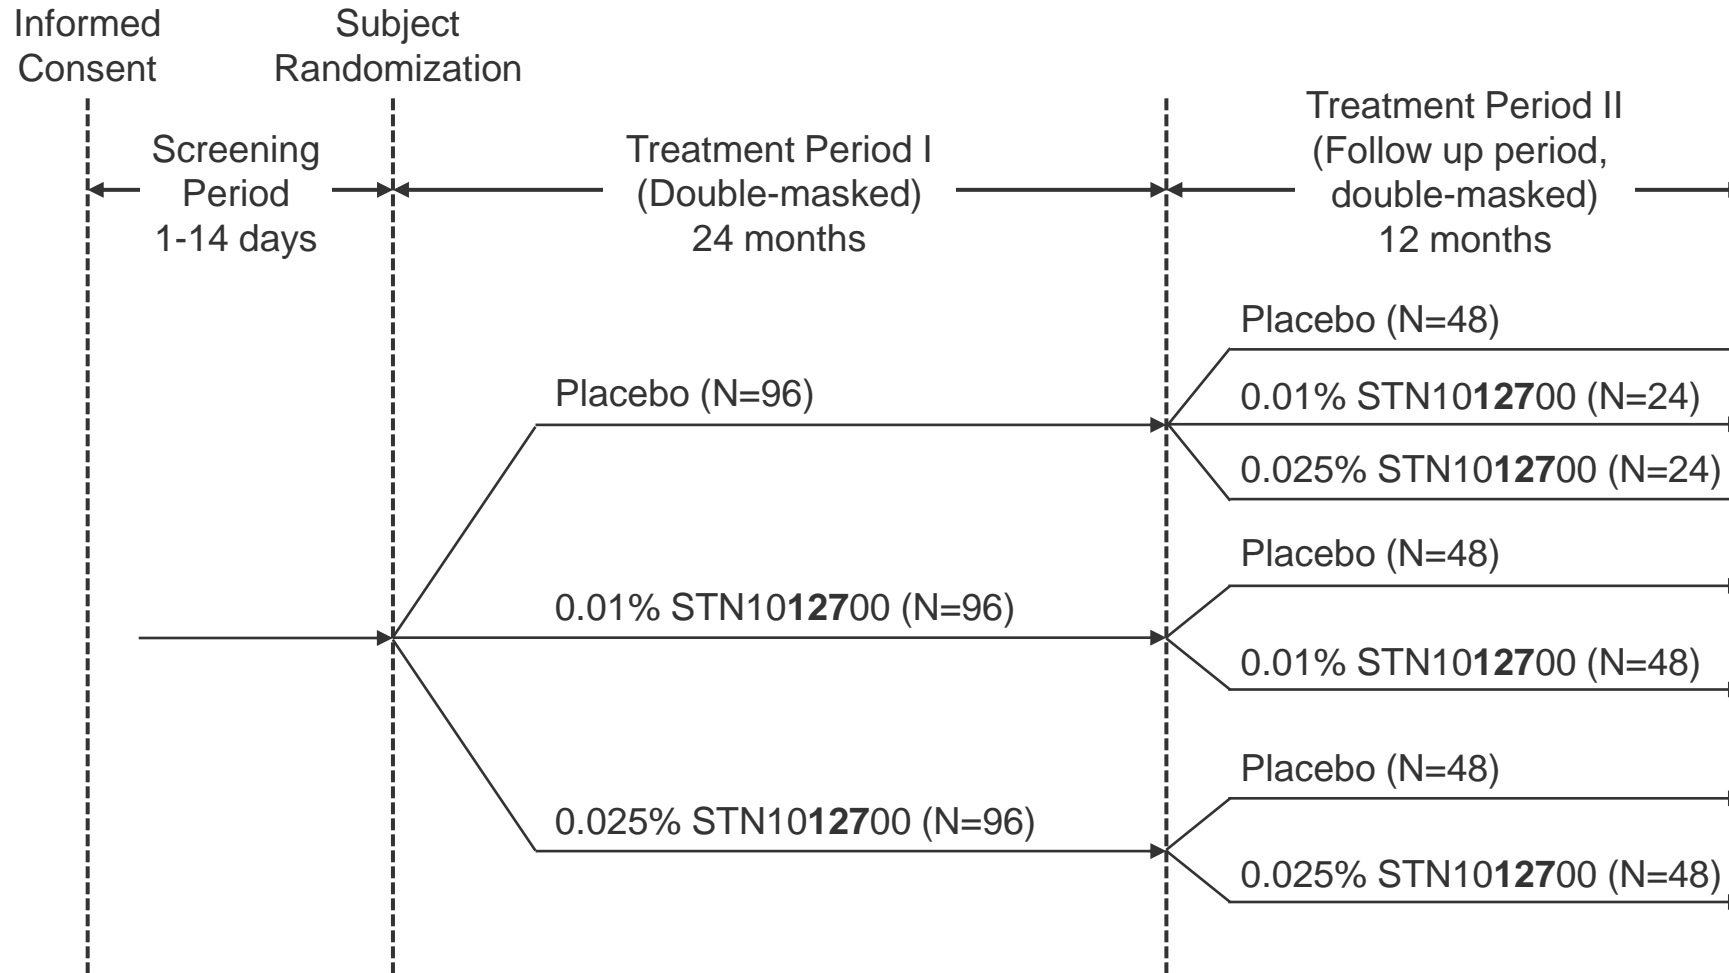 Informed
Consent
Subject
Randomization
Screening
Period
1-14 days
Treatment Period I
(Double-masked)
24 months
Treatment Period II
(Follow up period,
double-masked)
12 months
Placebo (N=96)
0.01% STN1012700 (N=96)
0.025% STN1012700 (N=96)
Placebo (N=48)
0.01% STN1012700 (N=24)
0.025% STN1012700 (N=24)
Placebo (N=48)
0.01% STN1012700 (N=48)
Placebo (N=48)
0.025% STN1012700 (N=48)